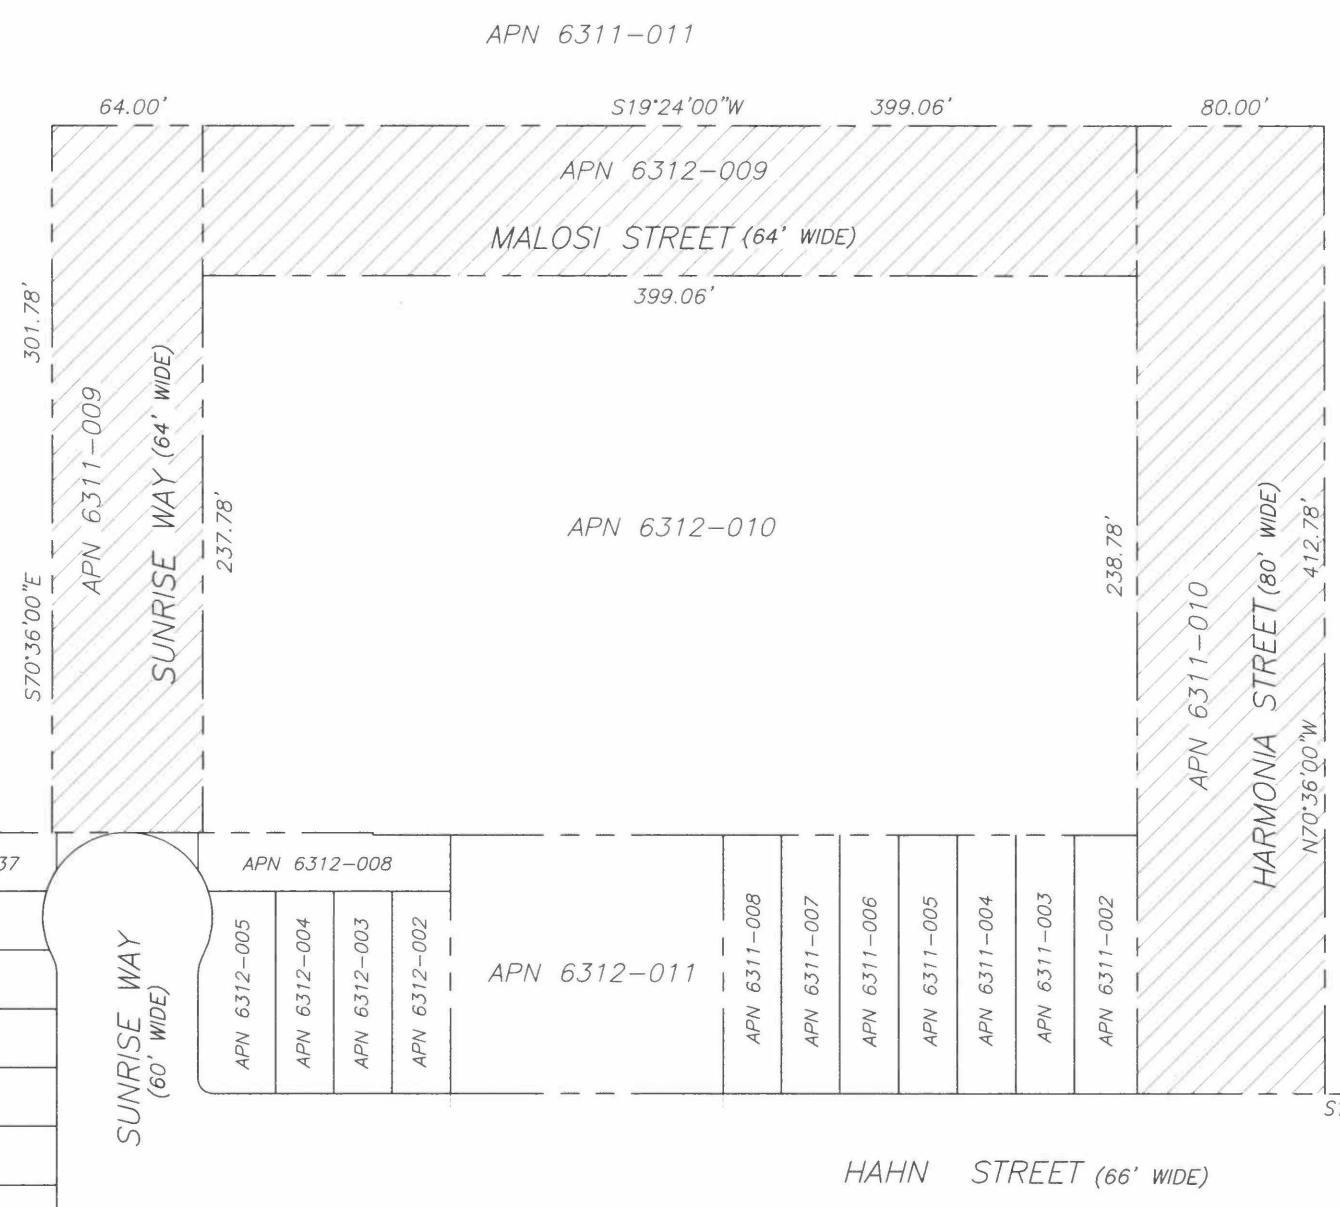 APN 6311-011
64.00'
S19°24'00"W
399.06'
80.00'
APN 6312-009
MALOSI STREET (64' WIDE)
399.06'
301.78'
S70°36'00"E
APN 6311-009
SUNRISE WAY (64' WIDE)
237.78'
APN 6312-010
238.78'
APN 6311-010
HARMONIA STREET (80' WIDE)
412.78'
N70°36'00"W
37
APN 6312-008
APN 6312-005
APN 6312-004
APN 6312-003
APN 6312-002
APN 6312-011
APN 6311-008
APN 6311-007
APN 6311-006
APN 6311-005
APN 6311-004
APN 6311-003
APN 6311-002
SUNRISE WAY
(60' WIDE)
HAHN STREET (66' WIDE)